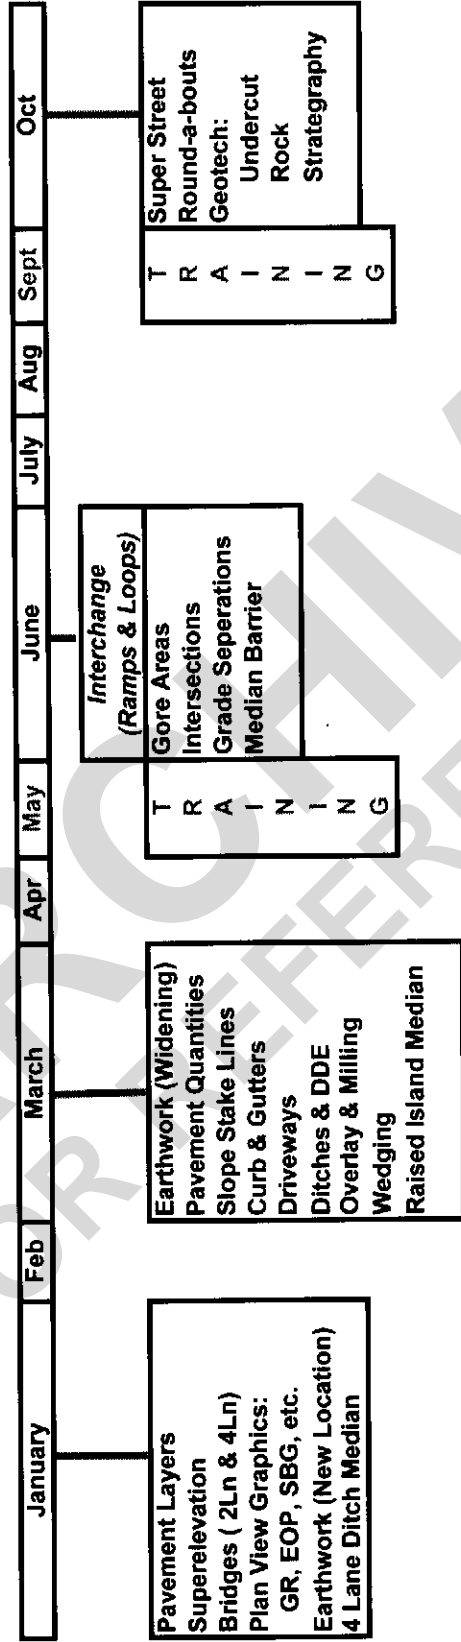 January
Feb
March
Apr
May
June
July
Aug
Sept
Oct
Pavement Layers
Superelevation
Bridges ( 2Ln & 4Ln)
Plan View Graphics:
GR, EOP, SBG, etc.
Earthwork (New Location)
4 Lane Ditch Median
Earthwork (Widening)
Pavement Quantities
Slope Stake Lines
Curb & Gutters
Driveways
Ditches & DDE
Overlay & Milling
Wedging
Raised Island Median
TRAINING
Interchange
(Ramps & Loops)
Gore Areas
Intersections
Grade Seperations
Median Barrier
TRAINING
Super Street
Round-a-bouts
Geotech:
Undercut
Rock
Strategraphy